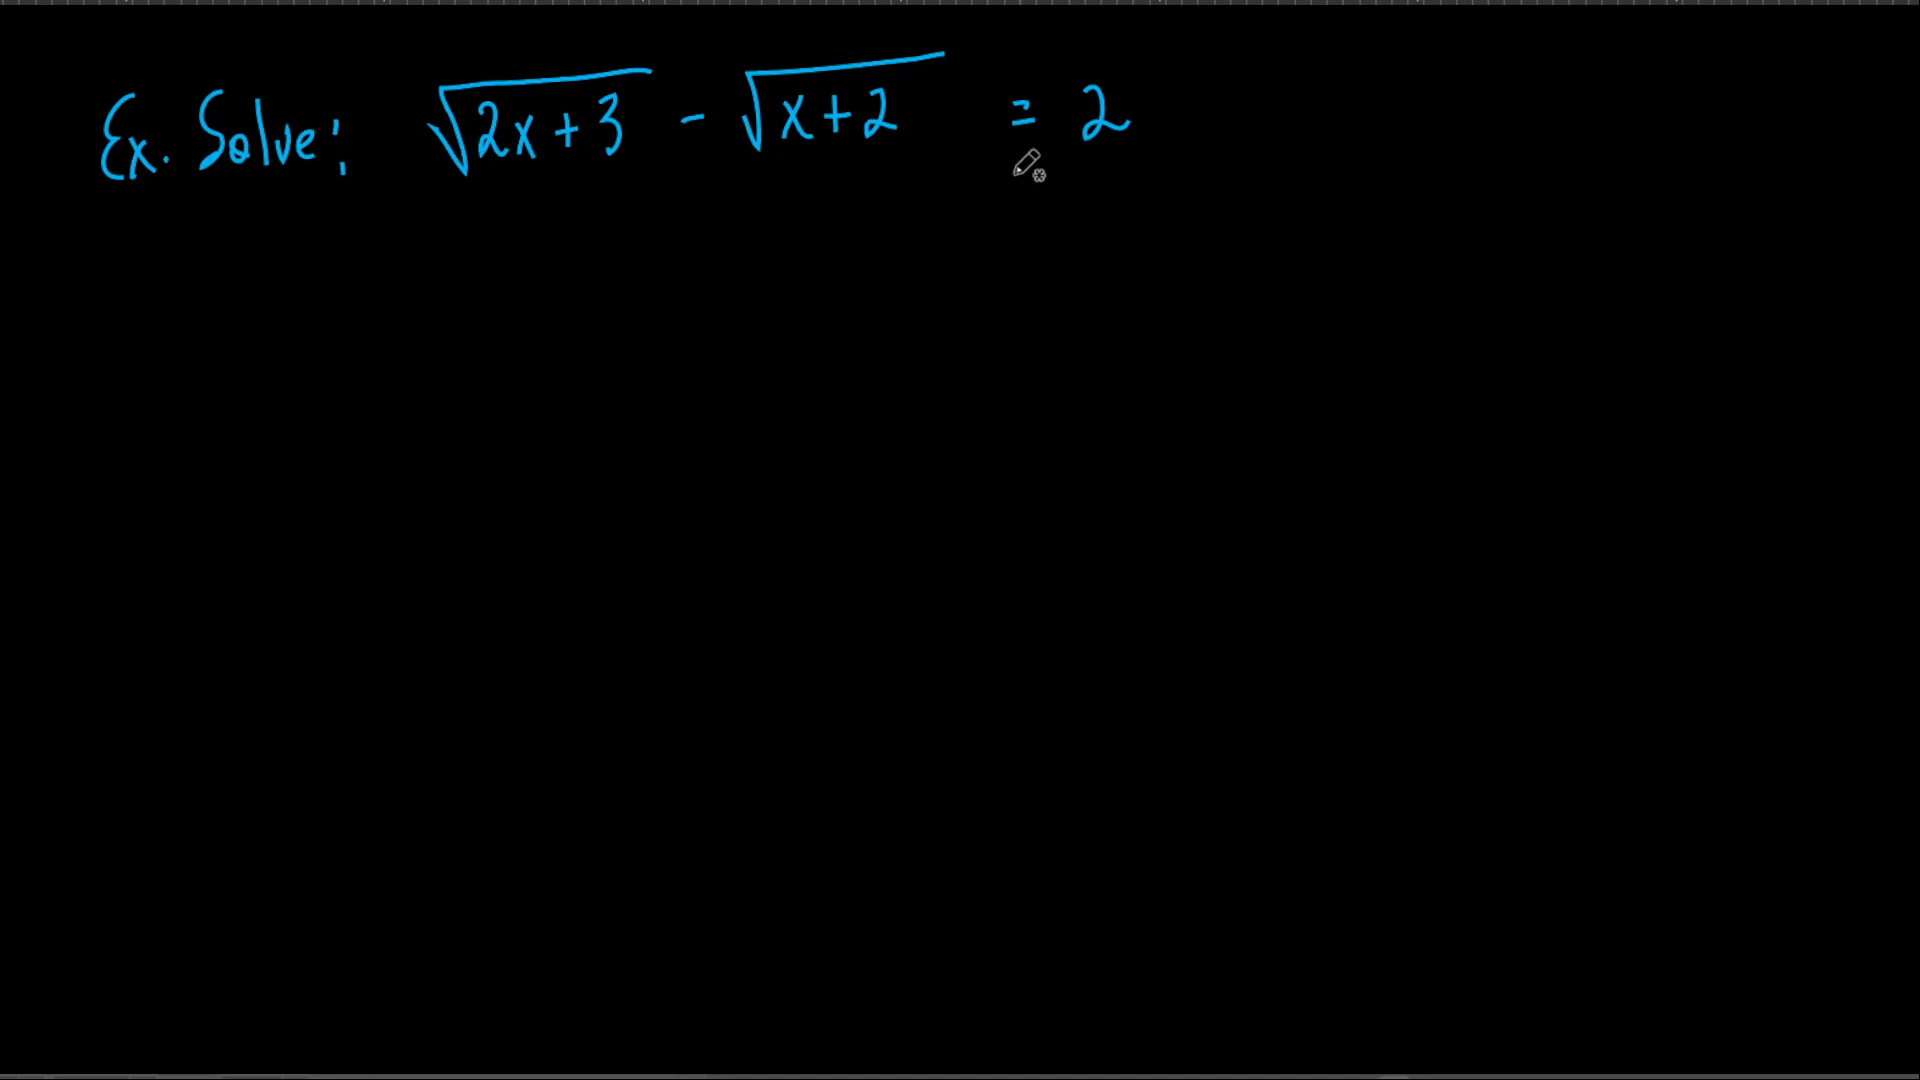 Ex. Solve: √(2x+3) - √(x+2) = 2